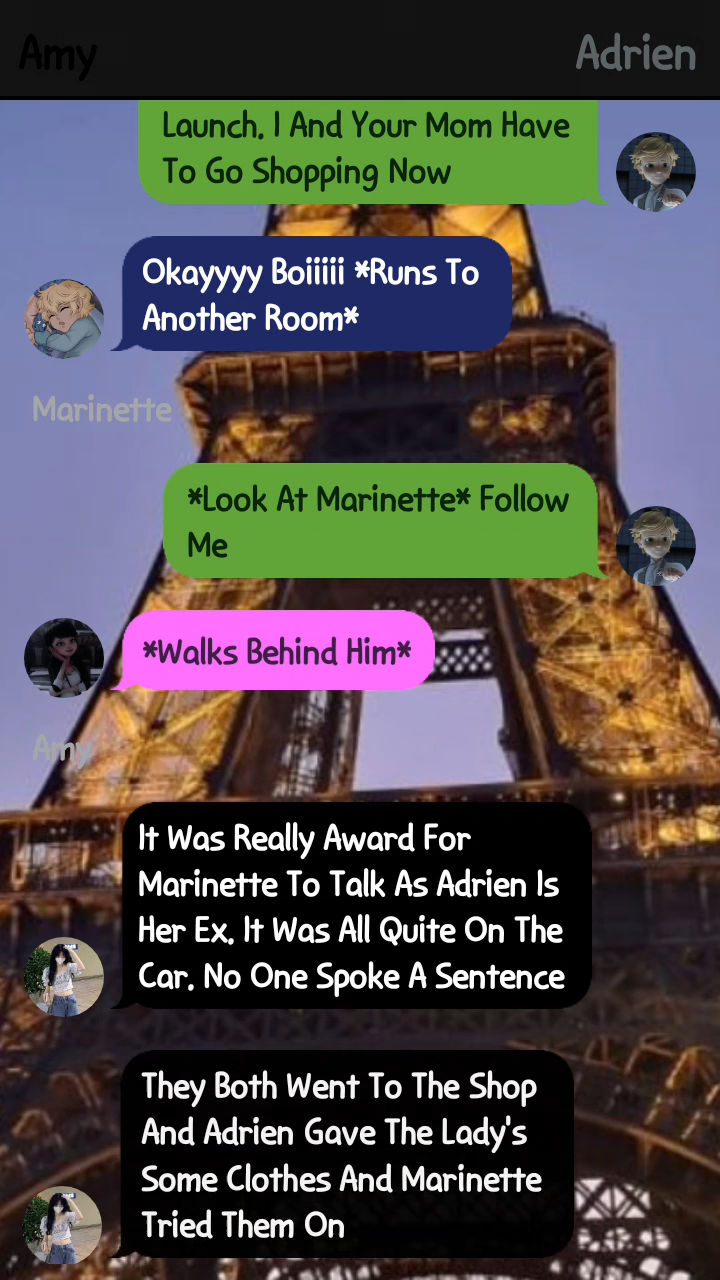 Amy
Adrien
Launch. I And Your Mom Have
To Go Shopping Now
Okayyyy Boiiiii *Runs To
Another Room*
Marinette
*Look At Marinette* Follow
Me
*Walks Behind Him*
Amy
It Was Really Award For
Marinette To Talk As Adrien Is
Her Ex. It Was All Quite On The
Car. No One Spoke A Sentence
They Both Went To The Shop
And Adrien Gave The Lady's
Some Clothes And Marinette
Tried Them On